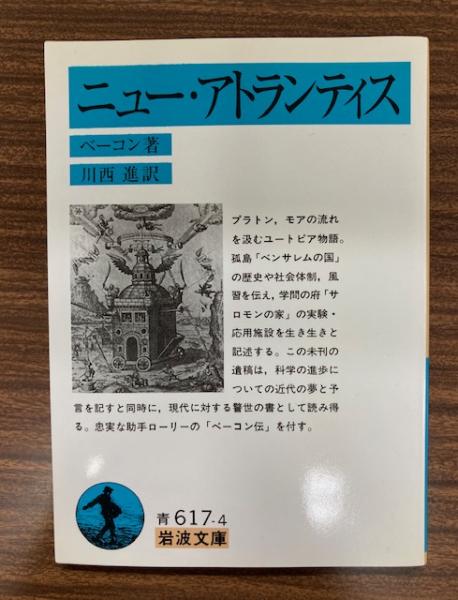 ニュー・アトランティス
ベーコン著
川西 進訳
プラトン，モアの流れ
を汲むユートピア物語。
孤島「ベンサレムの国」
の歴史や社会体制，風
習を伝え，学問の府「サ
ロモンの家」の実験・
応用施設を生き生きと
記述する。この未刊の
遺稿は，科学の進歩に
ついての近代の夢と予
言を記すと同時に，現代に対する警世の書として読み得
る。忠実な助手ローリーの「ベーコン伝」を付す。
青 617-4
岩波文庫